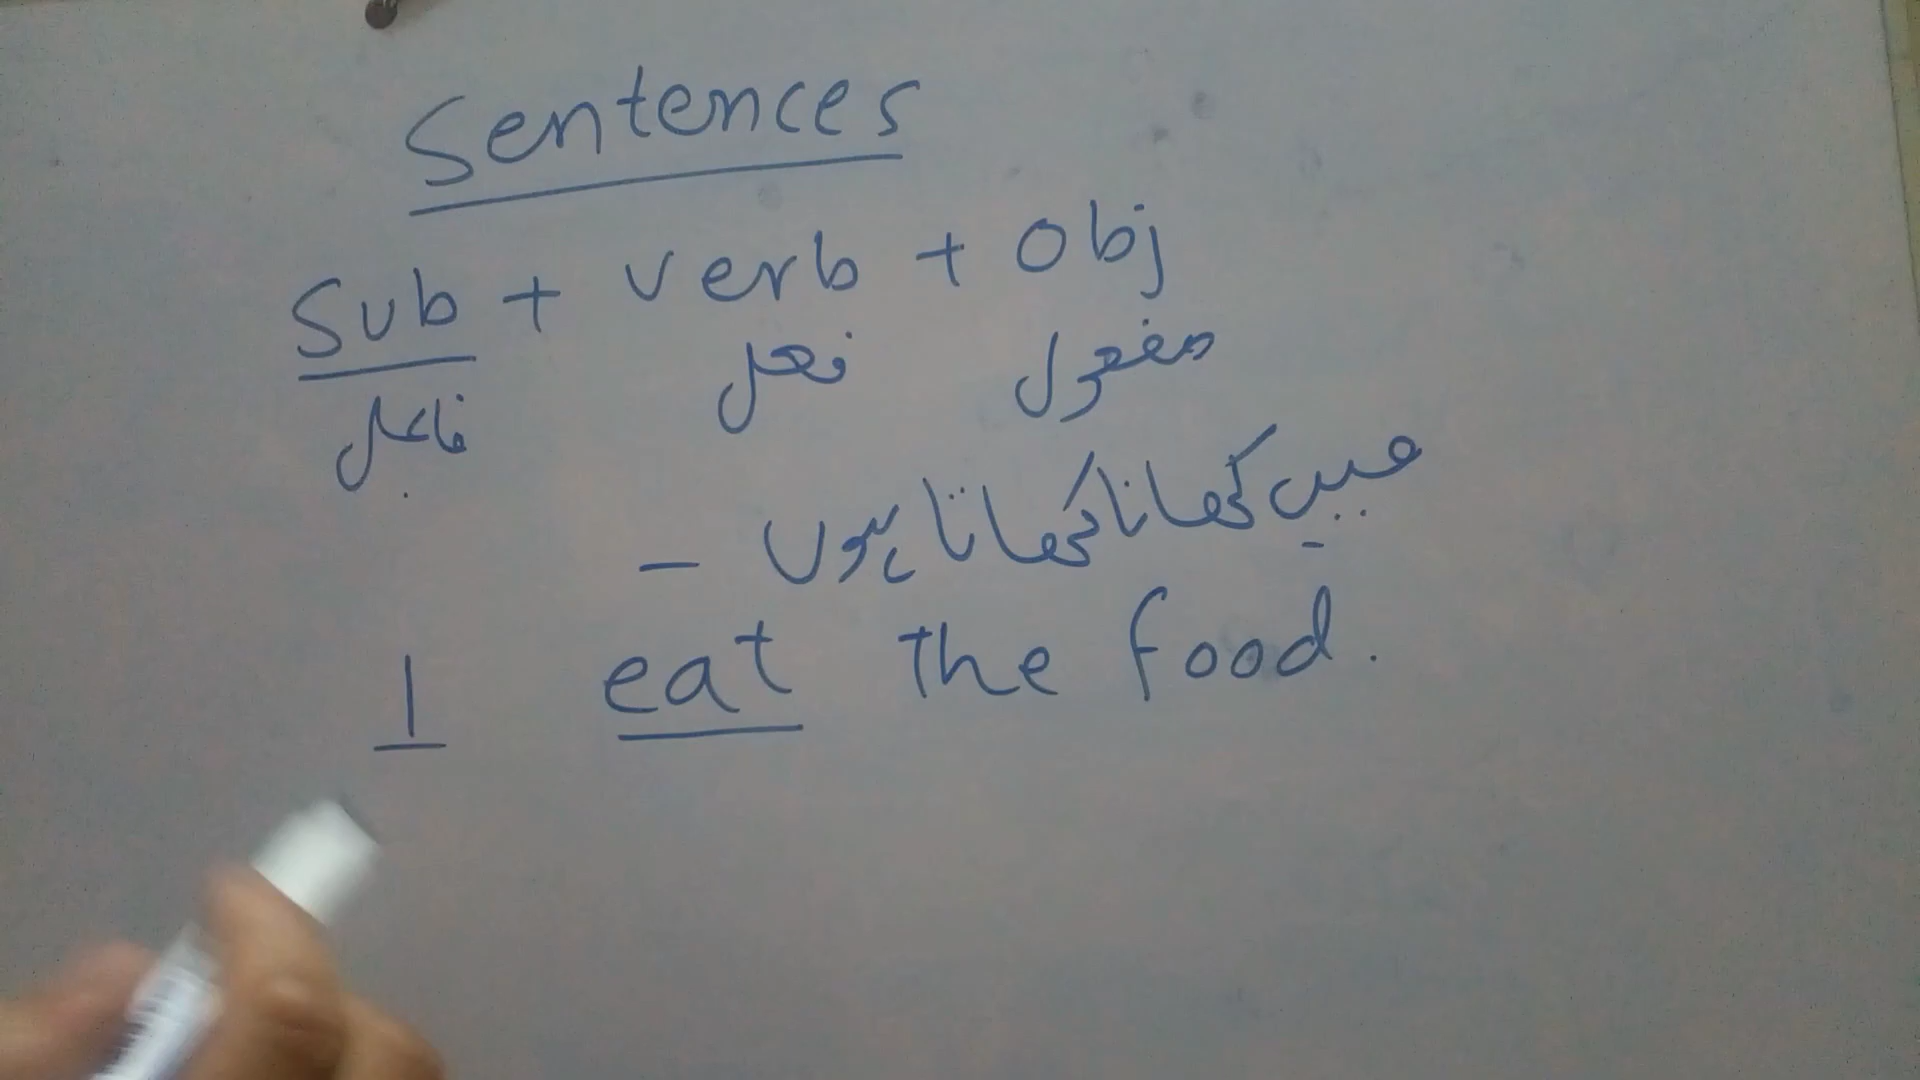 Sentences
Sub + verb + obj
فاعل فعل مفعول
میں کھانا کھاتا ہوں ۔
I eat the food.